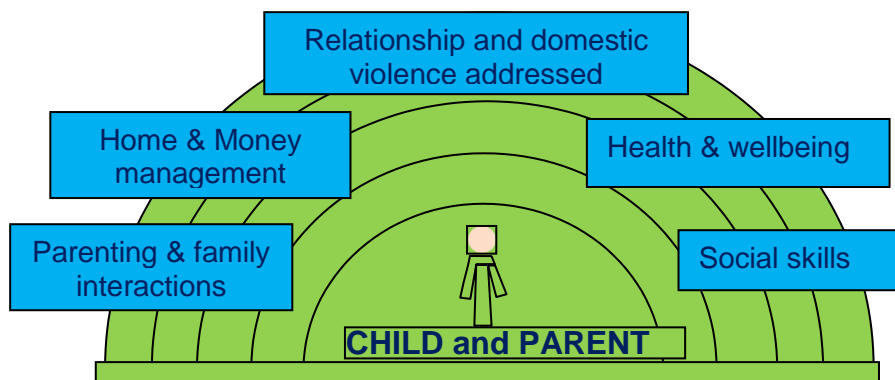 Relationship and domestic
violence addressed
Home & Money
management
Health & wellbeing
Parenting & family
interactions
Social skills
CHILD and PARENT